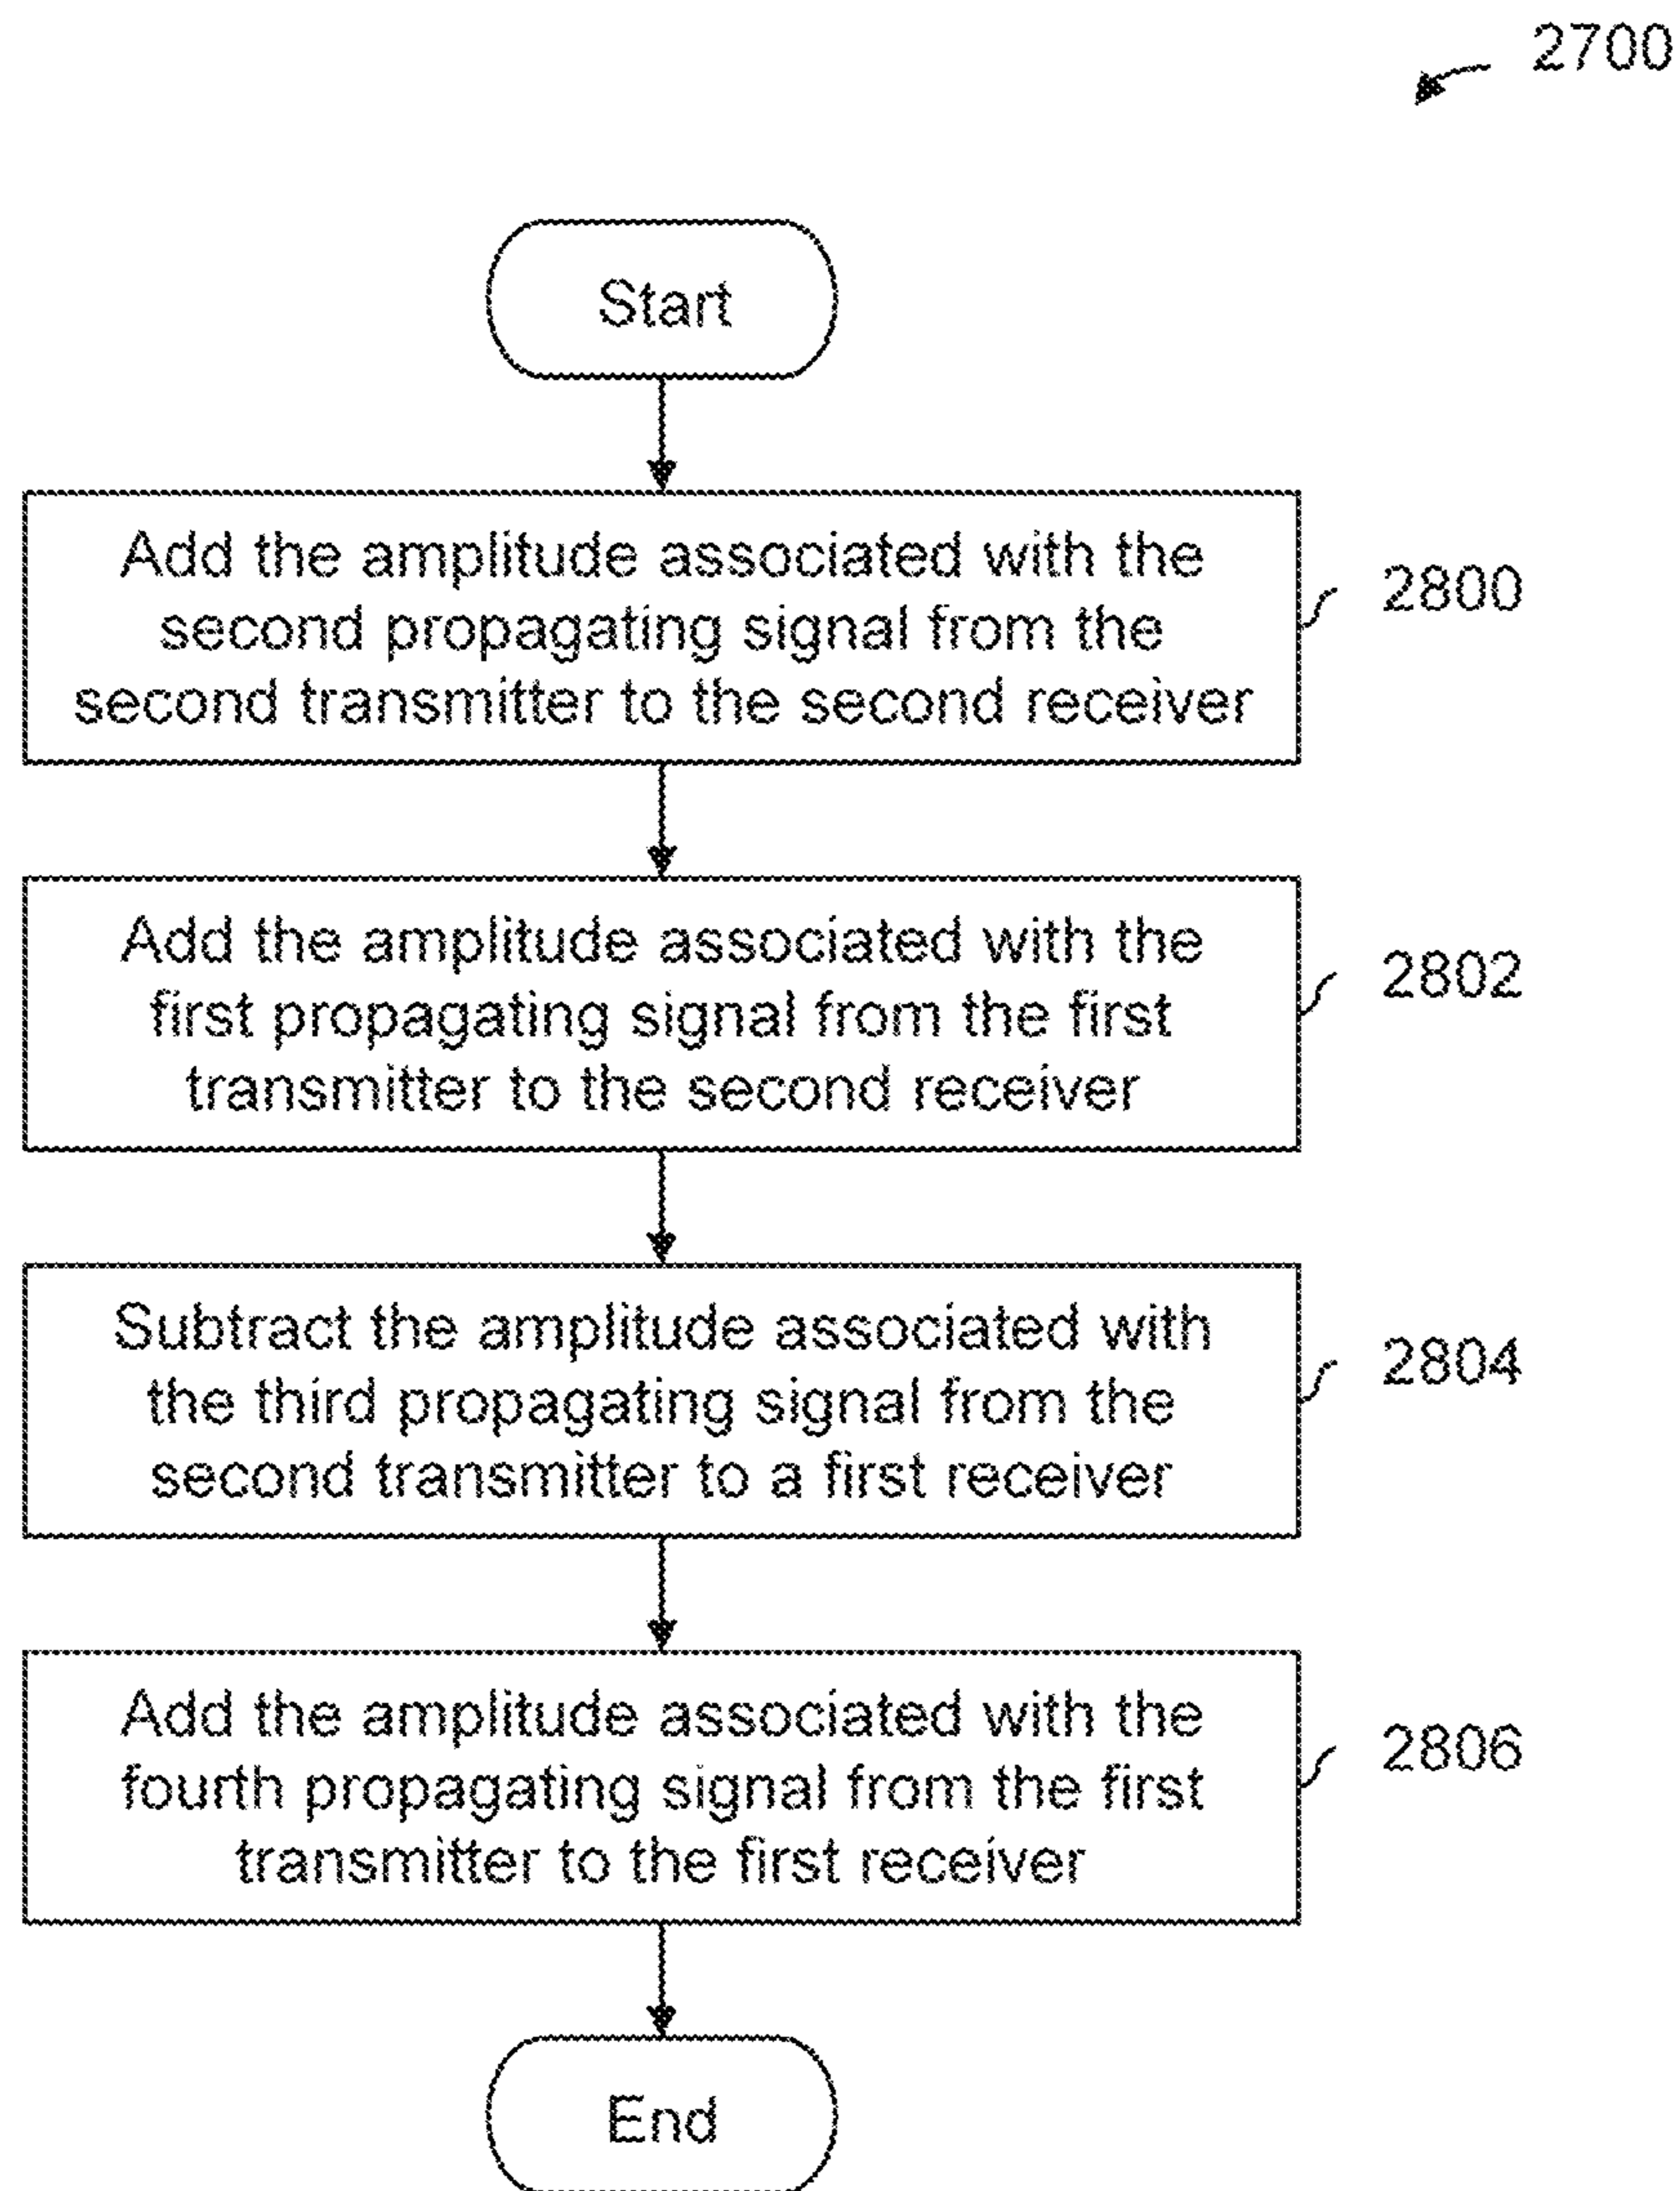 2700
Start
Add the amplitude associated with the
second propagating signal from the
second transmitter to the second receiver
2800
Add the amplitude associated with the
first propagating signal from the first
transmitter to the second receiver
2802
Subtract the amplitude associated with
the third propagating signal from the
second transmitter to a first receiver
2804
Add the amplitude associated with the
fourth propagating signal from the first
transmitter to the first receiver
2806
End